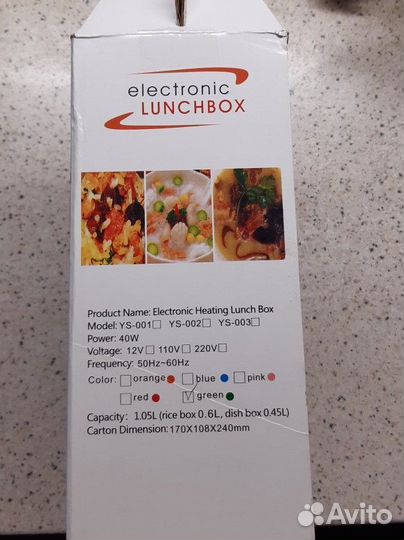 electronic
LUNCHBOX
Product Name: Electronic Heating Lunch Box
Model: YS-001□ YS-002□ YS-003□
Power: 40W
Voltage: 12V□ 110V□ 220V□
Frequency: 50Hz~60Hz
Color: □orange □blue □pink
□red ☑green
Capacity: 1.05L (rice box 0.6L, dish box 0.45L)
Carton Dimension: 170X108X240mm
Avito